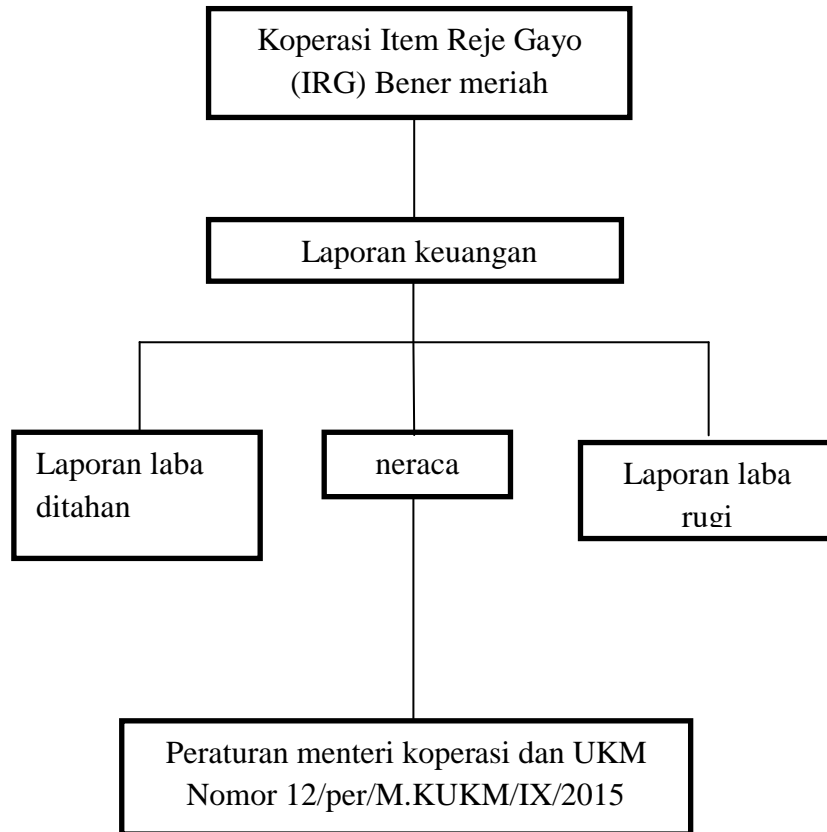 Koperasi Item Reje Gayo
(IRG) Bener meriah
Laporan keuangan
Laporan laba
ditahan
neraca
Laporan laba
rugi
Peraturan menteri koperasi dan UKM
Nomor 12/per/M.KUKM/IX/2015